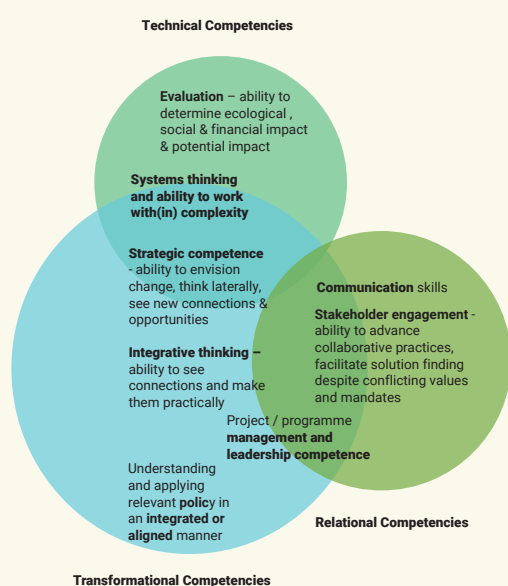 Technical Competencies
Evaluation – ability to
determine ecological ,
social & financial impact
& potential impact
Systems thinking
and ability to work
with(in) complexity
Strategic competence
- ability to envision
change, think laterally,
see new connections &
opportunities
Integrative thinking –
ability to see
connections and make
them practically
Communication skills
Stakeholder engagement -
ability to advance
collaborative practices,
facilitate solution finding
despite conflicting values
and mandates
Project / programme
management and
leadership competence
Understanding
and applying
relevant policy in
an integrated or
aligned manner
Relational Competencies
Transformational Competencies